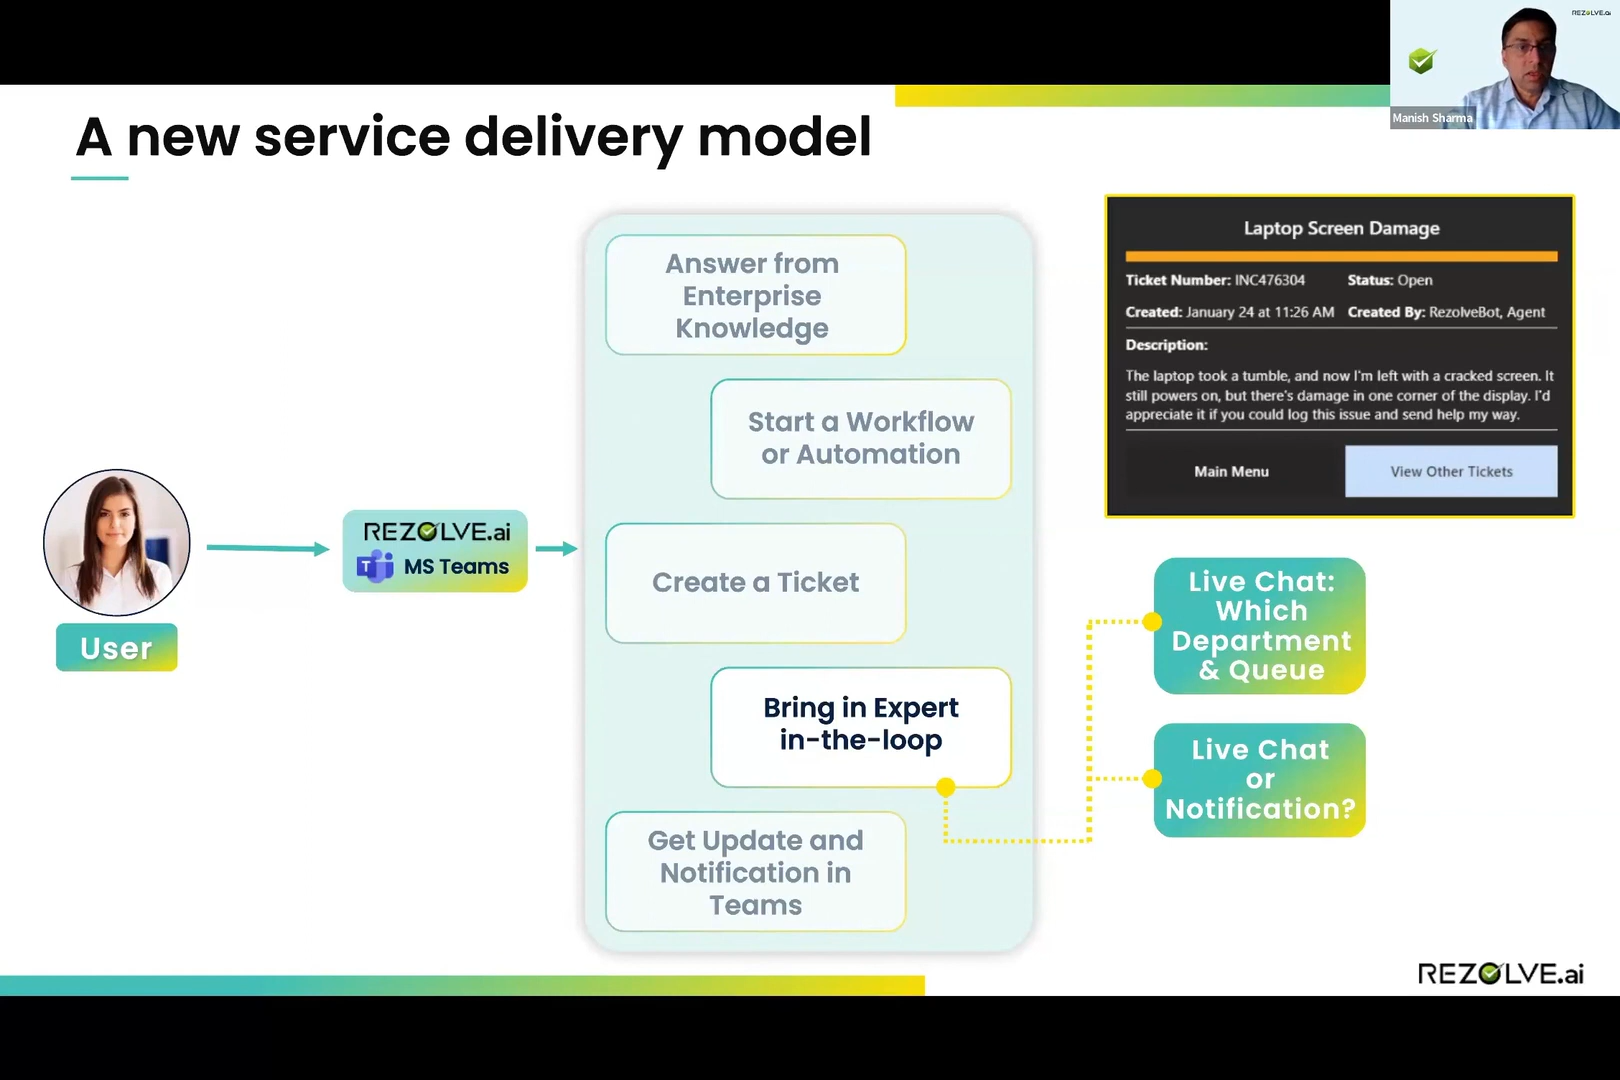 REZOLVE.ai
Manish Sharma
A new service delivery model
Answer from
Enterprise
Knowledge
Start a Workflow
or Automation
Create a Ticket
Bring in Expert
in-the-loop
Get Update and
Notification in
Teams
REZOLVE.ai
T MS Teams
User
Laptop Screen Damage
Ticket Number: INC476304 Status: Open
Created: January 24 at 11:26 AM Created By: RezolveBot, Agent
Description:
The laptop took a tumble, and now I'm left with a cracked screen. It
still powers on, but there's damage in one corner of the display. I'd
appreciate it if you could log this issue and send help my way.
Main Menu View Other Tickets
Live Chat:
Which
Department
& Queue
Live Chat
or
Notification?
REZOLVE.ai